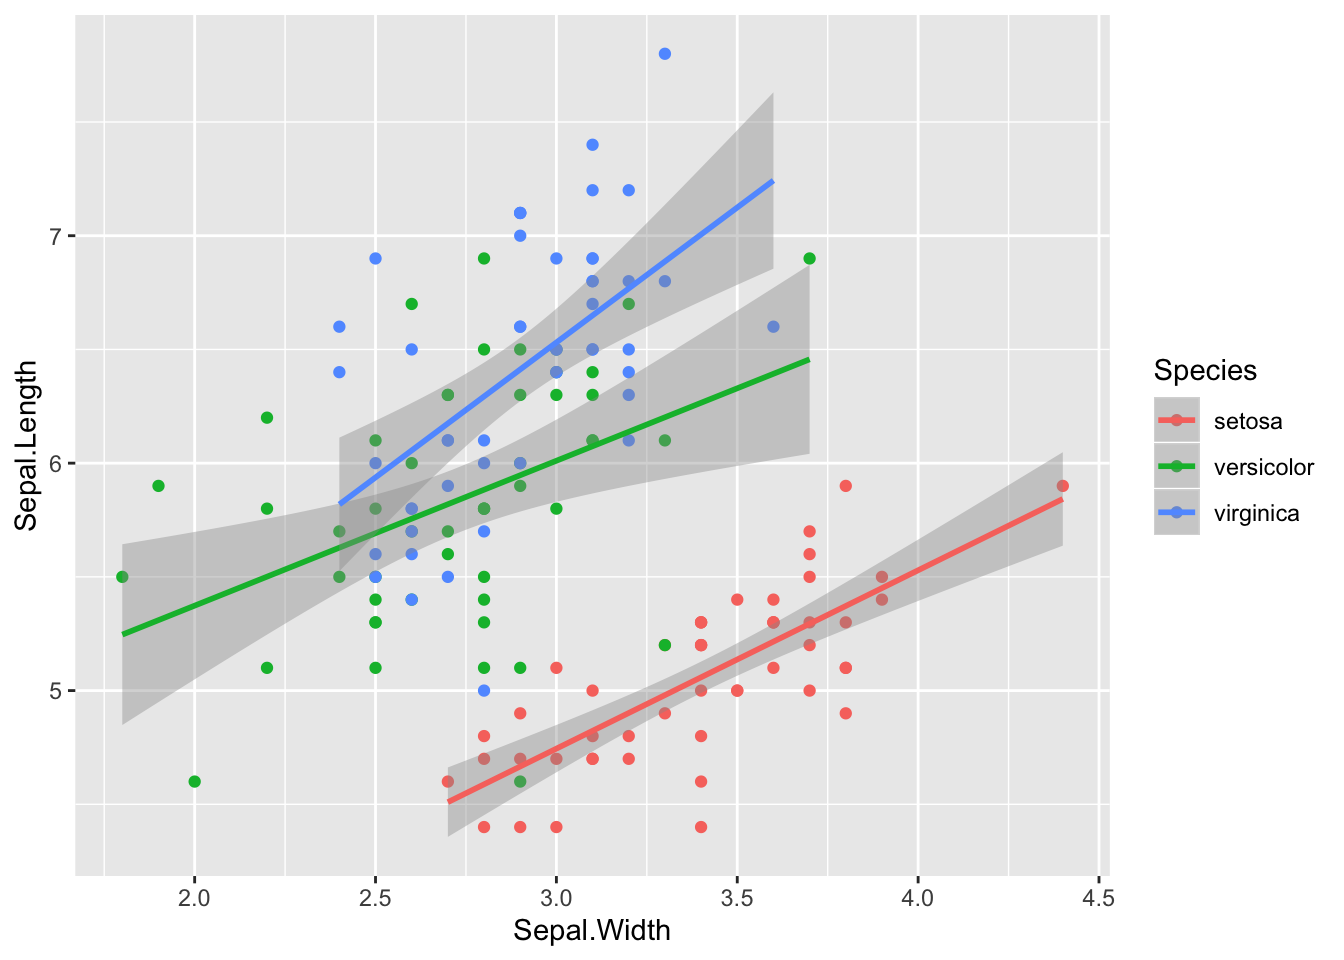 7
6
5
Sepal.Length
2.0 2.5 3.0 3.5 4.0 4.5
Sepal.Width
Species
setosa
versicolor
virginica